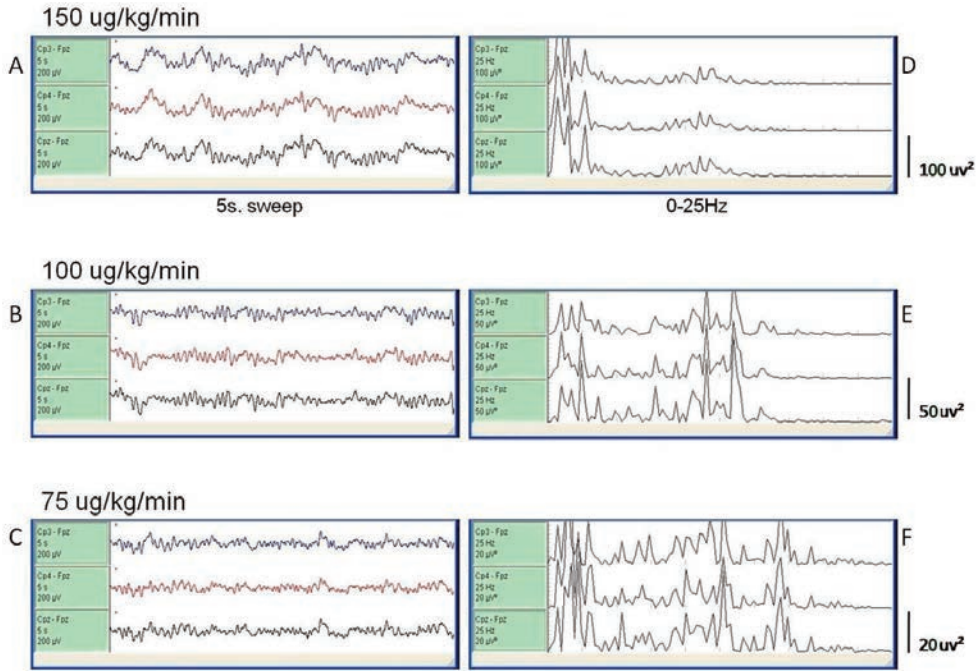 150 ug/kg/min
A
Cp3 - Fpz
5 s
200 µV
Cp4 - Fpz
5 s
200 µV
Cpz - Fpz
5 s
200 µV
5s. sweep
D
Cp3 - Fpz
25 Hz
100 µV²
Cp4 - Fpz
25 Hz
100 µV²
Cpz - Fpz
25 Hz
100 µV²
100 uv²
0-25Hz
100 ug/kg/min
B
Cp3 - Fpz
5 s
200 µV
Cp4 - Fpz
5 s
200 µV
Cpz - Fpz
5 s
200 µV
E
Cp3 - Fpz
25 Hz
50 µV²
Cp4 - Fpz
25 Hz
50 µV²
Cpz - Fpz
25 Hz
50 µV²
50uv²
75 ug/kg/min
C
Cp3 - Fpz
5 s
200 µV
Cp4 - Fpz
5 s
200 µV
Cpz - Fpz
5 s
200 µV
F
Cp3 - Fpz
25 Hz
20 µV²
Cp4 - Fpz
25 Hz
20 µV²
Cpz - Fpz
25 Hz
20 µV²
20uv²